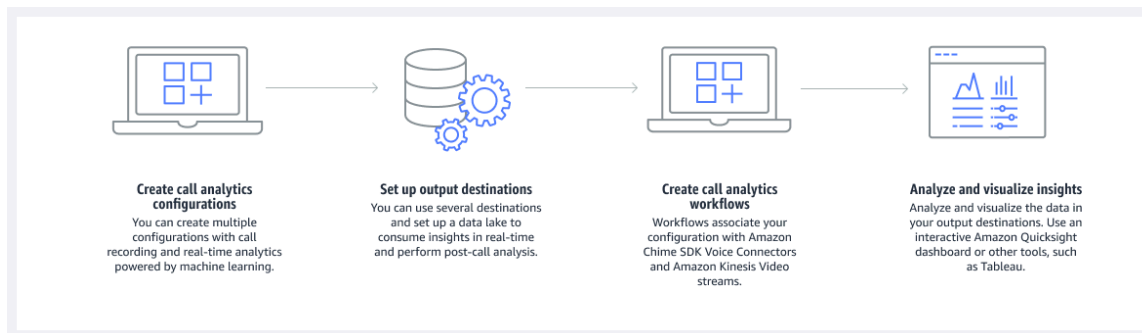 Create call analytics
configurations
You can create multiple
configurations with call
recording and real-time analytics
powered by machine learning.
Set up output destinations
You can use several destinations
and set up a data lake to
consume insights in real-time
and perform post-call analysis.
Create call analytics
workflows
Workflows associate your
configuration with Amazon
Chime SDK Voice Connectors
and Amazon Kinesis Video
streams.
Analyze and visualize insights
Analyze and visualize the data in
your output destinations. Use an
interactive Amazon Quicksight
dashboard or other tools, such
as Tableau.